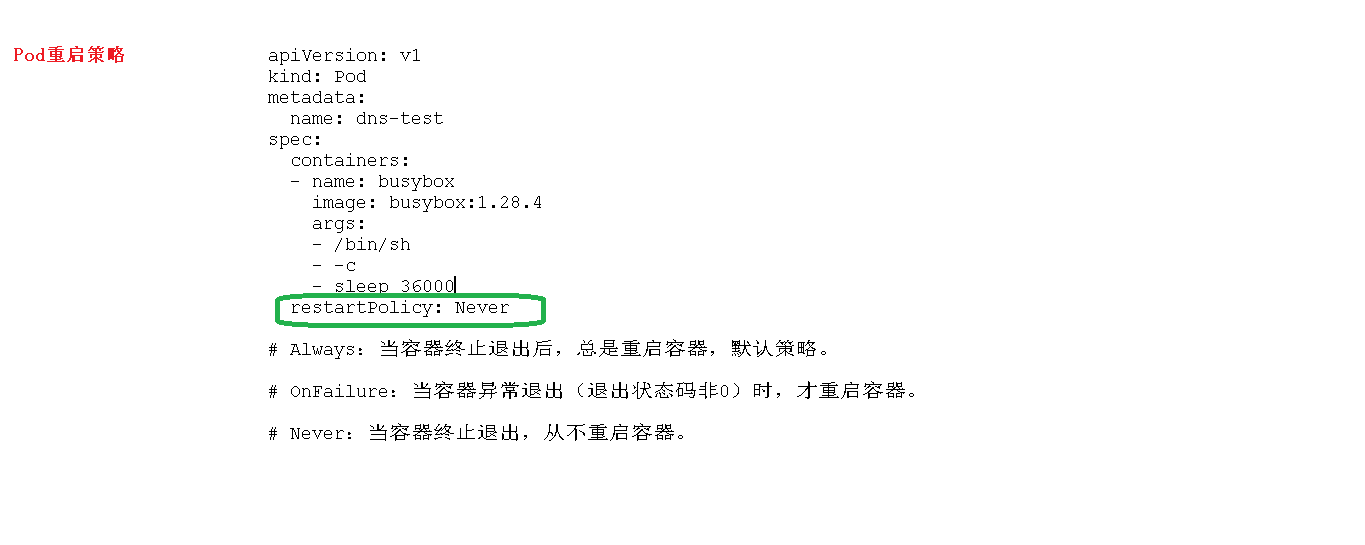 Pod重启策略
apiVersion: v1
kind: Pod
metadata:
  name: dns-test
spec:
  containers:
  - name: busybox
    image: busybox:1.28.4
    args:
    - /bin/sh
    - -c
    - sleep 36000
  restartPolicy: Never
# Always：当容器终止退出后，总是重启容器，默认策略。
# OnFailure：当容器异常退出（退出状态码非0）时，才重启容器。
# Never：当容器终止退出，从不重启容器。